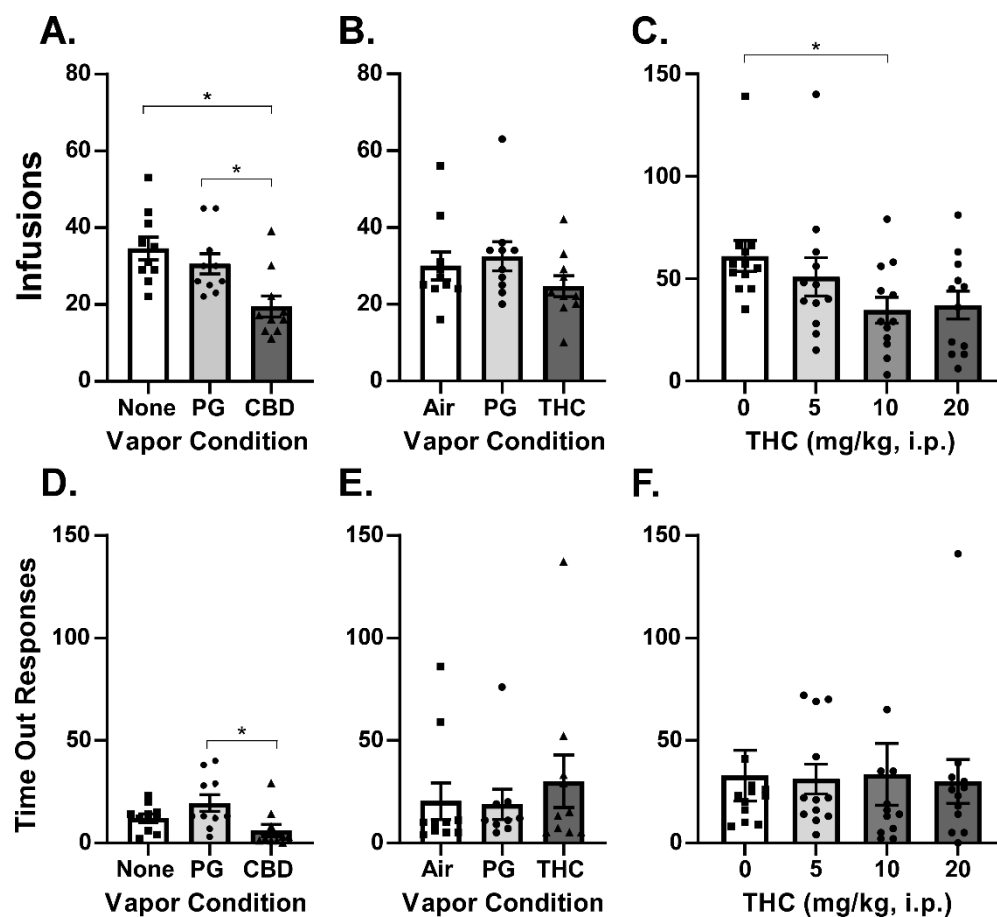 A.
B.
C.
Infusions
80
60
40
20
0
*
*
None PG CBD
Vapor Condition
80
60
40
20
0
Air PG THC
Vapor Condition
150
100
50
0
*
0 5 10 20
THC (mg/kg, i.p.)
D.
E.
F.
Time Out Responses
150
100
50
0
*
None PG CBD
Vapor Condition
150
100
50
0
Air PG THC
Vapor Condition
150
100
50
0
0 5 10 20
THC (mg/kg, i.p.)